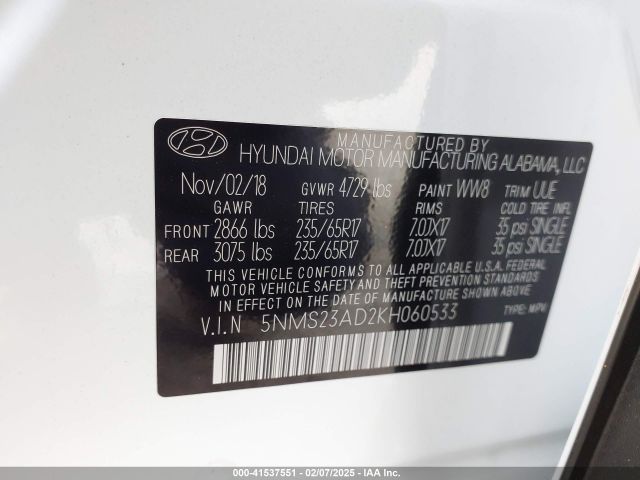 MANUFACTURED BY
HYUNDAI MOTOR MANUFACTURING ALABAMA, LLC
Nov/02/18 GVWR 4729 lbs PAINT WW8 TRIM UUE
GAWR TIRES RIMS COLD TIRE INFL
FRONT 2866 lbs 235/65R17 7.0JX17 35 psi SINGLE
REAR 3075 lbs 235/65R17 7.0JX17 35 psi SINGLE
THIS VEHICLE CONFORMS TO ALL APPLICABLE U.S.A. FEDERAL
MOTOR VEHICLE SAFETY AND THEFT PREVENTION STANDARDS
IN EFFECT ON THE DATE OF MANUFACTURE SHOWN ABOVE.
V.I.N 5NMS23AD2KH060533 TYPE: MPV
000-41537551 | 02/07/2025 | IAA Inc.